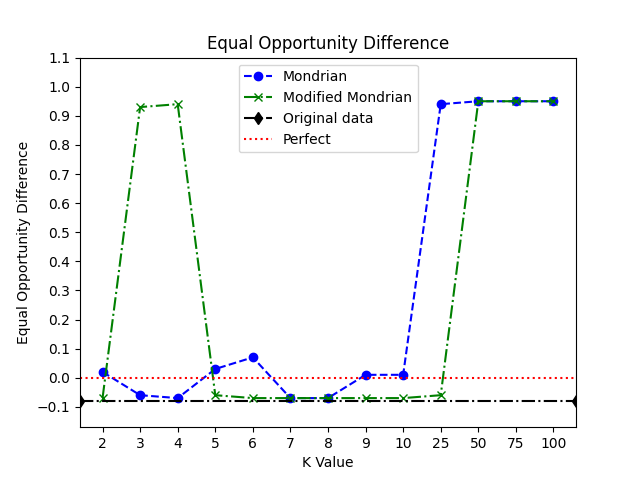 Equal Opportunity Difference
Equal Opportunity Difference
1.1
1.0
0.9
0.8
0.7
0.6
0.5
0.4
0.3
0.2
0.1
0.0
−0.1
Mondrian
Modified Mondrian
Original data
Perfect
2 3 4 5 6 7 8 9 10 25 50 75 100
K Value